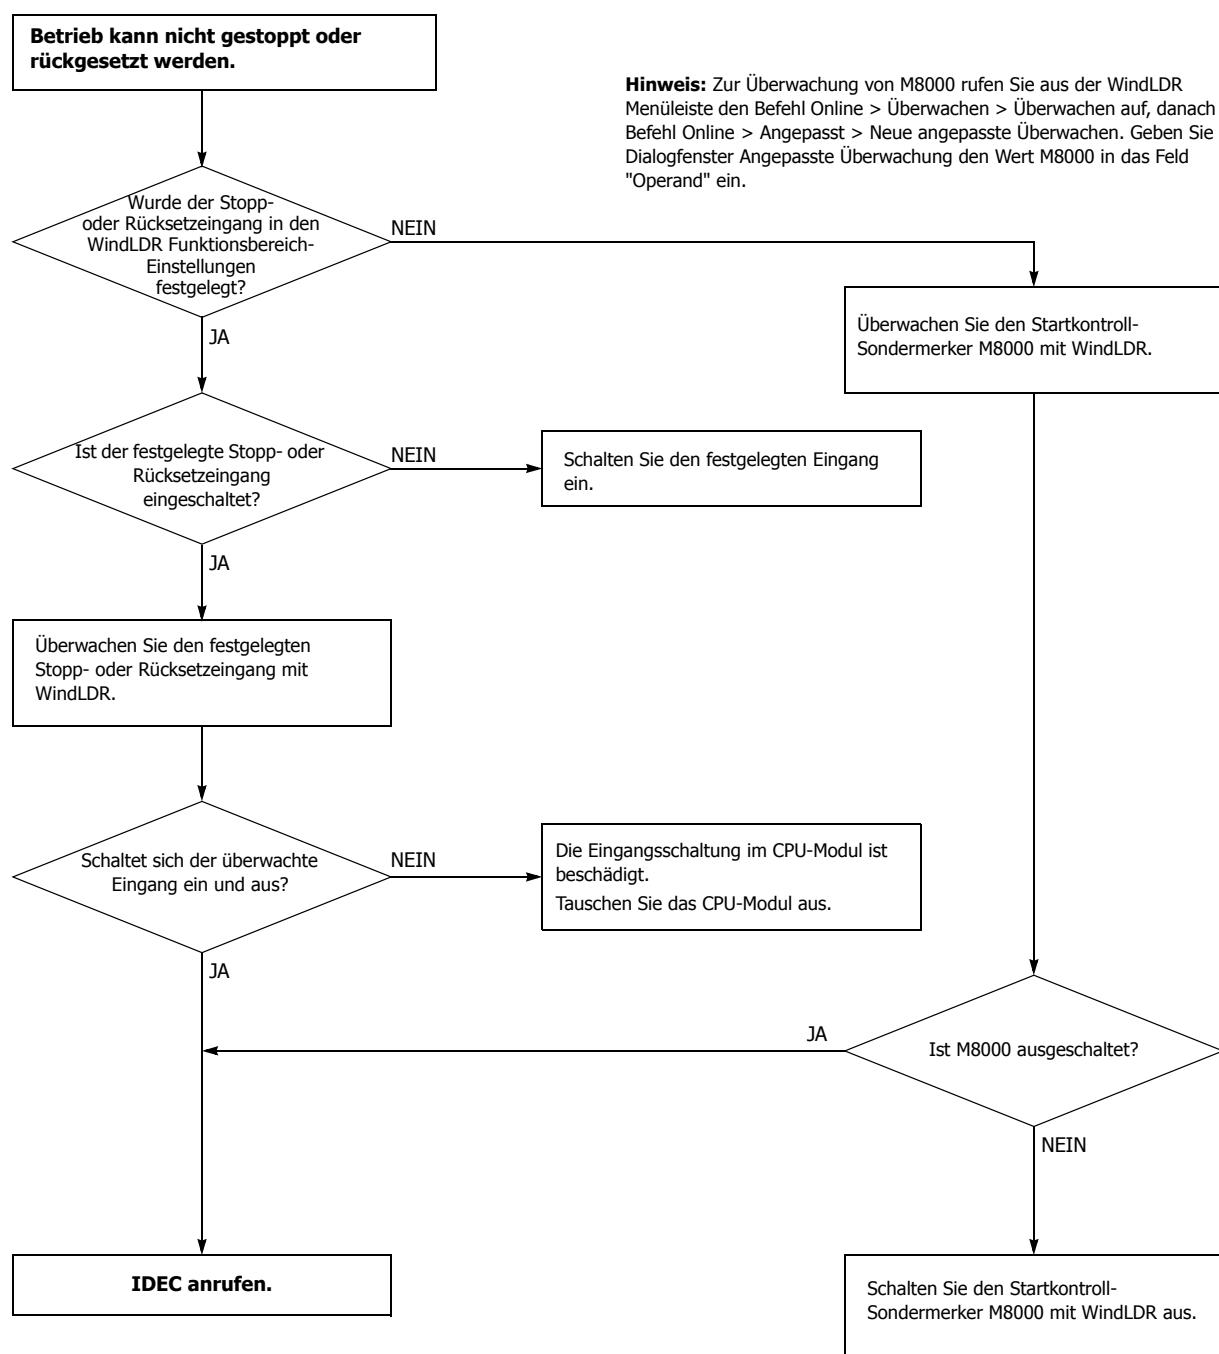 Betrieb kann nicht gestoppt oder
rückgesetzt werden.
Hinweis: Zur Überwachung von M8000 rufen Sie aus der WindLDR
Menüleiste den Befehl Online > Überwachen > Überwachen auf, danach
Befehl Online > Angepasst > Neue angepasste Überwachen. Geben Sie
Dialogfenster Angepasste Überwachung den Wert M8000 in das Feld
"Operand" ein.
Wurde der Stopp-
oder Rücksetzeingang in den
WindLDR Funktionsbereich-
Einstellungen
festgelegt?
NEIN
JA
Überwachen Sie den Startkontroll-
Sondermerker M8000 mit WindLDR.
Ist der festgelegte Stopp- oder
Rücksetzeingang
eingeschaltet?
NEIN
Schalten Sie den festgelegten Eingang
ein.
JA
Überwachen Sie den festgelegten
Stopp- oder Rücksetzeingang mit
WindLDR.
Schaltet sich der überwachte
Eingang ein und aus?
NEIN
Die Eingangsschaltung im CPU-Modul ist
beschädigt.
Tauschen Sie das CPU-Modul aus.
JA
JA
Ist M8000 ausgeschaltet?
NEIN
IDEC anrufen.
Schalten Sie den Startkontroll-
Sondermerker M8000 mit WindLDR aus.